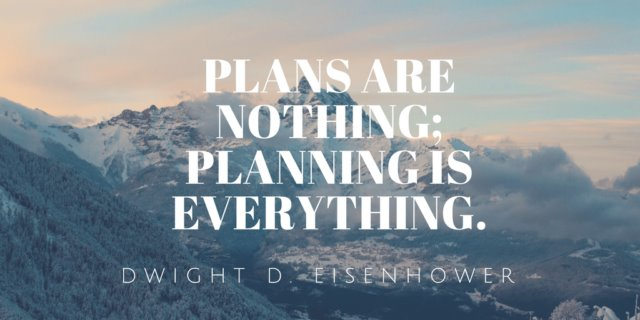 PLANS ARE
NOTHING;
PLANNING IS
EVERYTHING.
DWIGHT D. EISENHOWER